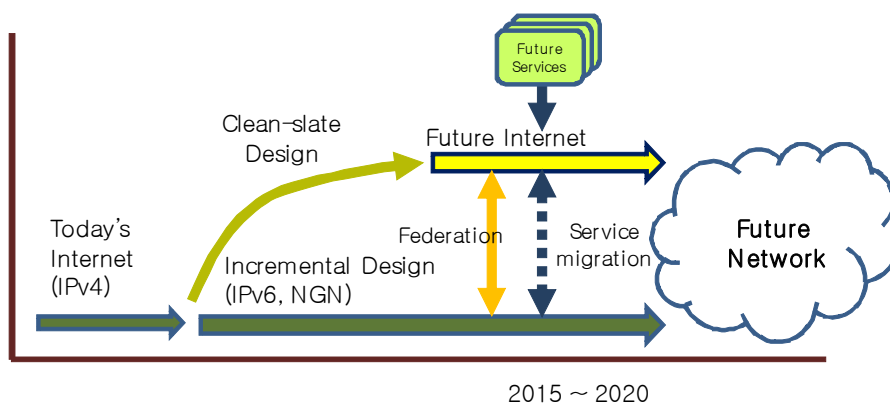 Future
Services
Clean-slate
Design
Future Internet
Today's
Internet
(IPv4)
Federation
Service
migration
Future
Network
Incremental Design
(IPv6, NGN)
2015 ~ 2020